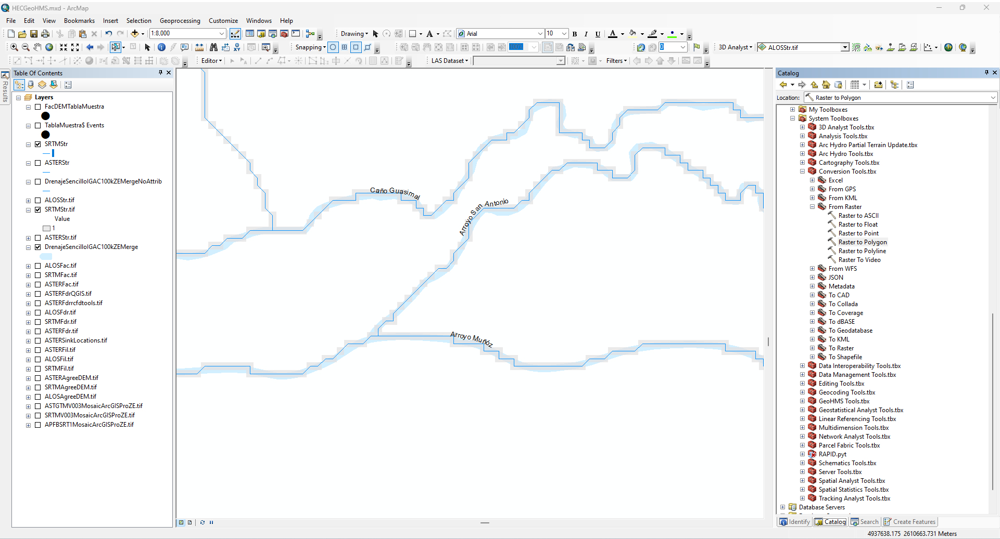 HECGeoHMS.mxd - ArcMap
File Edit View Bookmarks Insert Selection Geoprocessing Customize Windows Help
1:8,000 Drawing A Arial 10 B I U A
Snapping 100% 0 3D Analyst ALOSStr.tif
Editor LAS Dataset Filters
Results
Table Of Contents
Layers
FacDEMTablaMuestra
TablaMuestra$ Events
SRTMStr
ASTERStr
DrenajeSencilloIGAC100kZEMergeNoAttrib
ALOSStr.tif
SRTMStr.tif
Value
1
ASTERStr.tif
DrenajeSencilloIGAC100kZEMerge
ALOSFac.tif
SRTMFac.tif
ASTERFac.tif
ASTERFdrQGIS.tif
ASTERFdrrcfdtools.tif
ALOSFdr.tif
SRTMFdr.tif
ASTERFdr.tif
ASTERSinkLocations.tif
ASTERFil.tif
ALOSFil.tif
SRTMFil.tif
ASTERAgreeDEM.tif
SRTMAgreeDEM.tif
ALOSAgreeDEM.tif
ASTGTMV003MosaicArcGISProZE.tif
SRTMV003MosaicArcGISProZE.tif
APFBSRT1MosaicArcGISProZE.tif
Caño Guasimal
Arroyo San Antonio
Arroyo Muñóz
Catalog
Location: Raster to Polygon
My Toolboxes
System Toolboxes
3D Analyst Tools.tbx
Analysis Tools.tbx
Arc Hydro Partial Terrain Update.tbx
Arc Hydro Tools.tbx
Cartography Tools.tbx
Conversion Tools.tbx
Excel
From GPS
From KML
From Raster
Raster to ASCII
Raster to Float
Raster to Point
Raster to Polygon
Raster to Polyline
Raster To Video
From WFS
JSON
Metadata
To CAD
To Collada
To Coverage
To dBASE
To Geodatabase
To KML
To Raster
To Shapefile
Data Interoperability Tools.tbx
Data Management Tools.tbx
Editing Tools.tbx
Geocoding Tools.tbx
GeoHMS Tools.tbx
Geostatistical Analyst Tools.tbx
Linear Referencing Tools.tbx
Multidimension Tools.tbx
Network Analyst Tools.tbx
Parcel Fabric Tools.tbx
RAPID.pyt
Schematics Tools.tbx
Server Tools.tbx
Spatial Analyst Tools.tbx
Spatial Statistics Tools.tbx
Tracking Analyst Tools.tbx
Database Servers
Identify Catalog Search Create Features
4937638.175 2610663.731 Meters